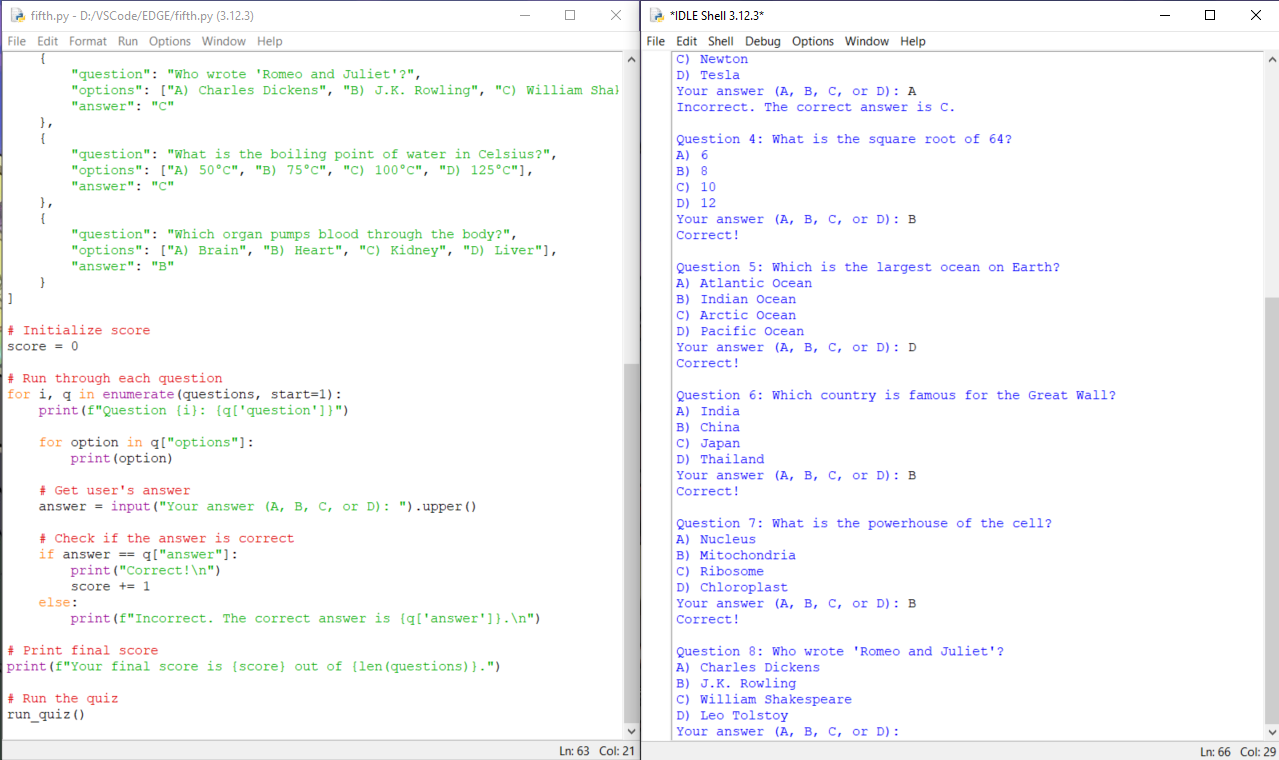 fifth.py - D:/VSCode/EDGE/fifth.py (3.12.3)
File Edit Format Run Options Window Help
    {
        "question": "Who wrote 'Romeo and Juliet'?",
        "options": ["A) Charles Dickens", "B) J.K. Rowling", "C) William Shak
        "answer": "C"
    },
    {
        "question": "What is the boiling point of water in Celsius?",
        "options": ["A) 50°C", "B) 75°C", "C) 100°C", "D) 125°C"],
        "answer": "C"
    },
    {
        "question": "Which organ pumps blood through the body?",
        "options": ["A) Brain", "B) Heart", "C) Kidney", "D) Liver"],
        "answer": "B"
    }
]
# Initialize score
score = 0
# Run through each question
for i, q in enumerate(questions, start=1):
    print(f"Question {i}: {q['question']}")
    for option in q["options"]:
        print(option)
    # Get user's answer
    answer = input("Your answer (A, B, C, or D): ").upper()
    # Check if the answer is correct
    if answer == q["answer"]:
        print("Correct!\n")
        score += 1
    else:
        print(f"Incorrect. The correct answer is {q['answer']}.\n")
# Print final score
print(f"Your final score is {score} out of {len(questions)}.")
# Run the quiz
run_quiz()
Ln: 63 Col: 21
*IDLE Shell 3.12.3*
File Edit Shell Debug Options Window Help
C) Newton
D) Tesla
Your answer (A, B, C, or D): A
Incorrect. The correct answer is C.
Question 4: What is the square root of 64?
A) 6
B) 8
C) 10
D) 12
Your answer (A, B, C, or D): B
Correct!
Question 5: Which is the largest ocean on Earth?
A) Atlantic Ocean
B) Indian Ocean
C) Arctic Ocean
D) Pacific Ocean
Your answer (A, B, C, or D): D
Correct!
Question 6: Which country is famous for the Great Wall?
A) India
B) China
C) Japan
D) Thailand
Your answer (A, B, C, or D): B
Correct!
Question 7: What is the powerhouse of the cell?
A) Nucleus
B) Mitochondria
C) Ribosome
D) Chloroplast
Your answer (A, B, C, or D): B
Correct!
Question 8: Who wrote 'Romeo and Juliet'?
A) Charles Dickens
B) J.K. Rowling
C) William Shakespeare
D) Leo Tolstoy
Your answer (A, B, C, or D):
Ln: 66 Col: 29